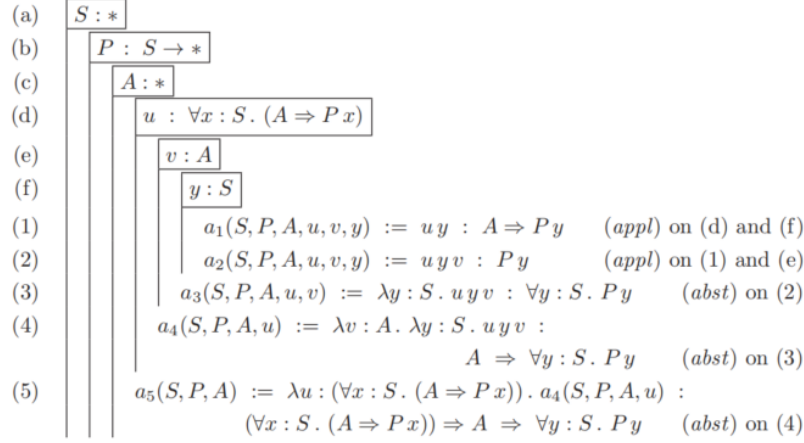 (a) S : ∗
(b) P : S → ∗
(c) A : ∗
(d) u : ∀x : S . (A ⇒ P x)
(e) v : A
(f) y : S
(1) a₁(S, P, A, u, v, y) := u y : A ⇒ P y (appl) on (d) and (f)
(2) a₂(S, P, A, u, v, y) := u y v : P y (appl) on (1) and (e)
(3) a₃(S, P, A, u, v) := λy : S . u y v : ∀y : S . P y (abst) on (2)
(4) a₄(S, P, A, u) := λv : A . λy : S . u y v :
A ⇒ ∀y : S . P y (abst) on (3)
(5) a₅(S, P, A) := λu : (∀x : S . (A ⇒ P x)) . a₄(S, P, A, u) :
(∀x : S . (A ⇒ P x)) ⇒ A ⇒ ∀y : S . P y (abst) on (4)